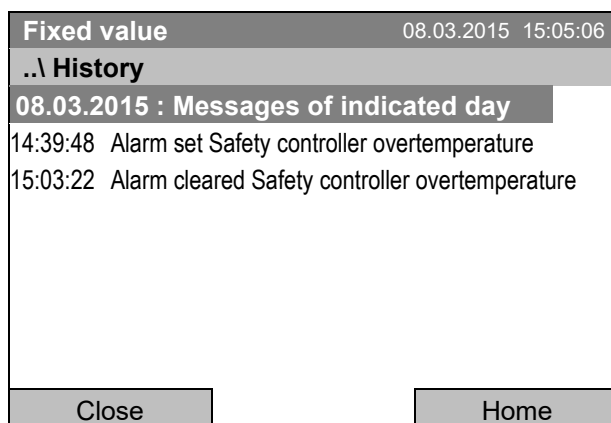 Fixed value 08.03.2015 15:05:06
..\ History
08.03.2015 : Messages of indicated day
14:39:48 Alarm set Safety controller overtemperature
15:03:22 Alarm cleared Safety controller overtemperature
Close Home